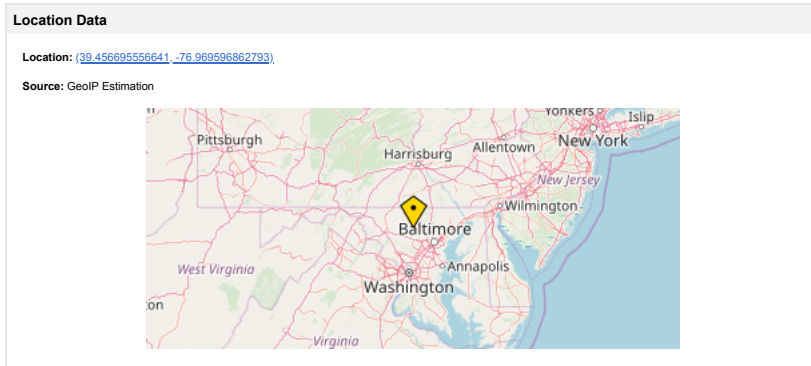 Location Data
Location: (39.456695556641, -76.969596862793)
Source: GeoIP Estimation
Yonkers
Islip
Pittsburgh
New York
Allentown
Harrisburg
New Jersey
Wilmington
Baltimore
West Virginia
Annapolis
Washington
Virginia